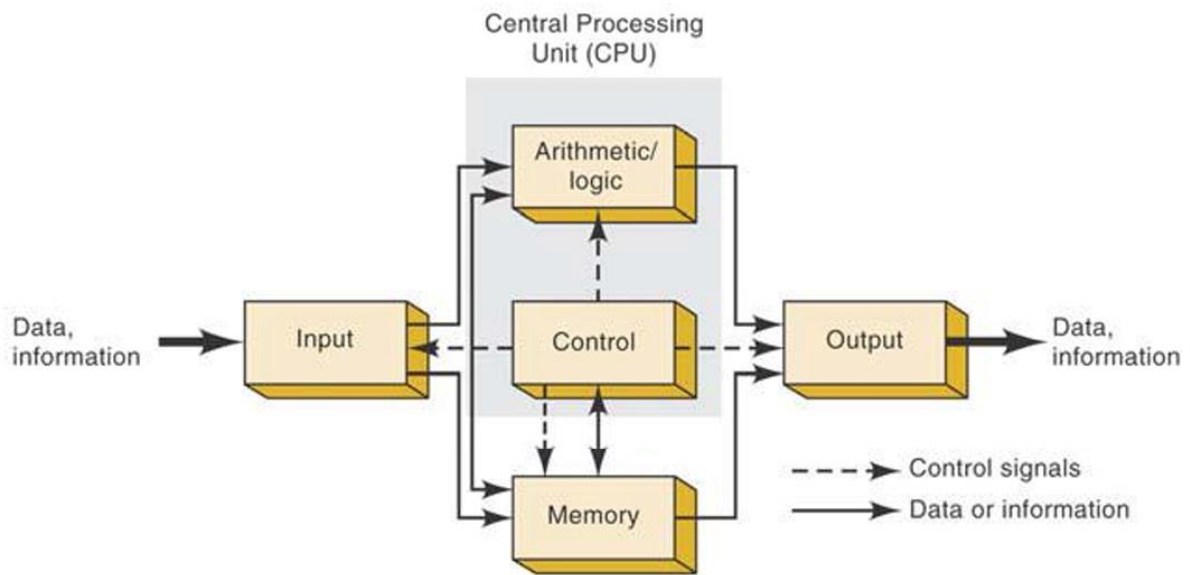 Central Processing
Unit (CPU)
Arithmetic/
logic
Data,
information
Input
Control
Output
Data,
information
Memory
Control signals
Data or information